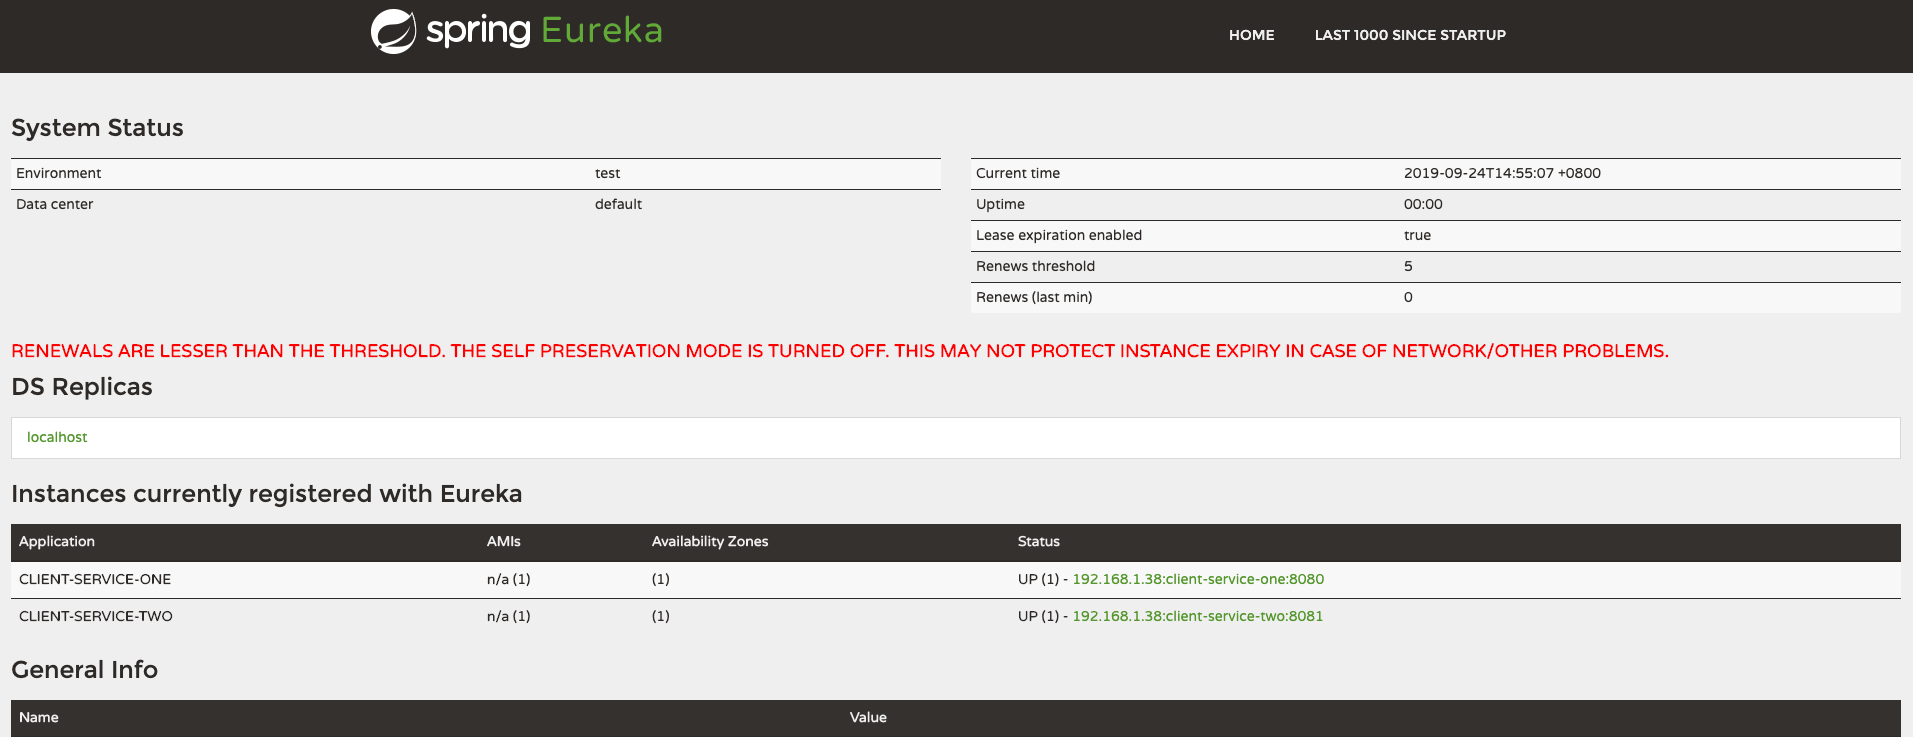 spring Eureka
HOME LAST 1000 SINCE STARTUP
System Status
Environment test
Data center default
Current time 2019-09-24T14:55:07 +0800
Uptime 00:00
Lease expiration enabled true
Renews threshold 5
Renews (last min) 0
RENEWALS ARE LESSER THAN THE THRESHOLD. THE SELF PRESERVATION MODE IS TURNED OFF. THIS MAY NOT PROTECT INSTANCE EXPIRY IN CASE OF NETWORK/OTHER PROBLEMS.
DS Replicas
localhost
Instances currently registered with Eureka
Application AMIs Availability Zones Status
CLIENT-SERVICE-ONE n/a (1) (1) UP (1) - 192.168.1.38:client-service-one:8080
CLIENT-SERVICE-TWO n/a (1) (1) UP (1) - 192.168.1.38:client-service-two:8081
General Info
Name Value